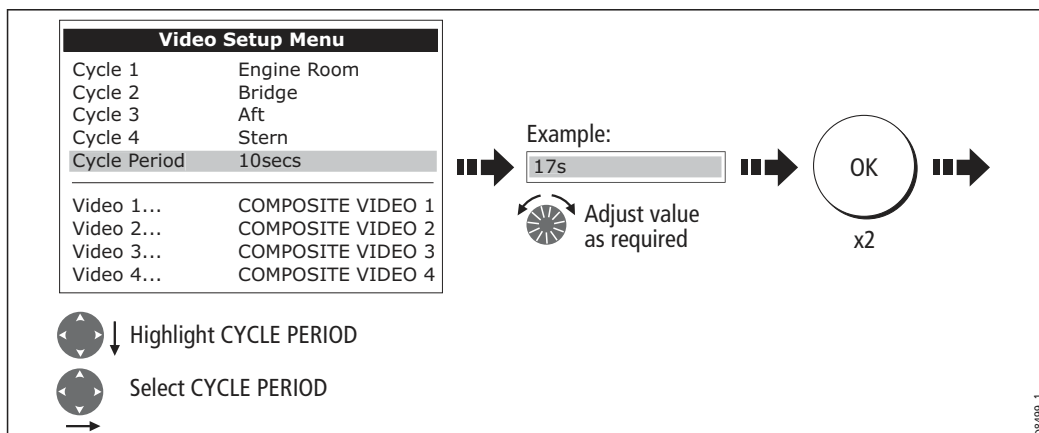 Video Setup Menu
Cycle 1 Engine Room
Cycle 2 Bridge
Cycle 3 Aft
Cycle 4 Stern
Cycle Period 10secs
Video 1... COMPOSITE VIDEO 1
Video 2... COMPOSITE VIDEO 2
Video 3... COMPOSITE VIDEO 3
Video 4... COMPOSITE VIDEO 4
Highlight CYCLE PERIOD
Select CYCLE PERIOD
Example:
17s
Adjust value
as required
OK
x2